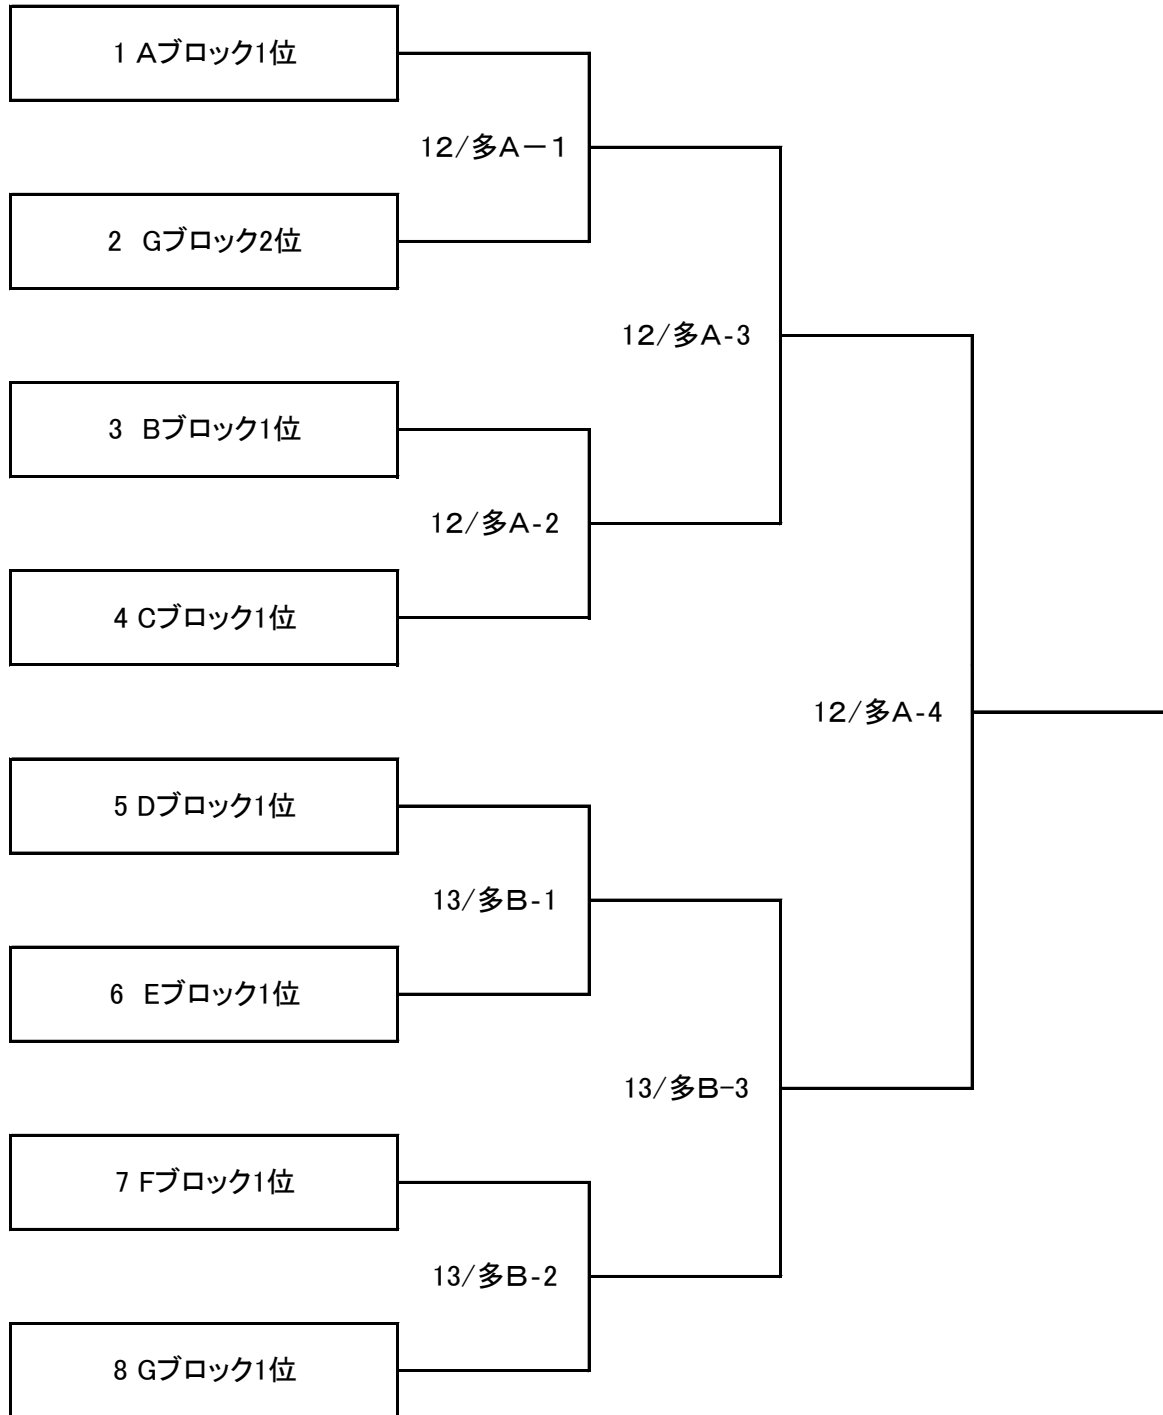 1 Aブロック1位
12/多A－1
2　Gブロック2位
12/多A-3
3　Bブロック1位
12/多A-2
4 Cブロック1位
12/多A-4
5 Dブロック1位
13/多B-1
6　Eブロック1位
13/多B-3
7 Fブロック1位
13/多B-2
8 Gブロック1位